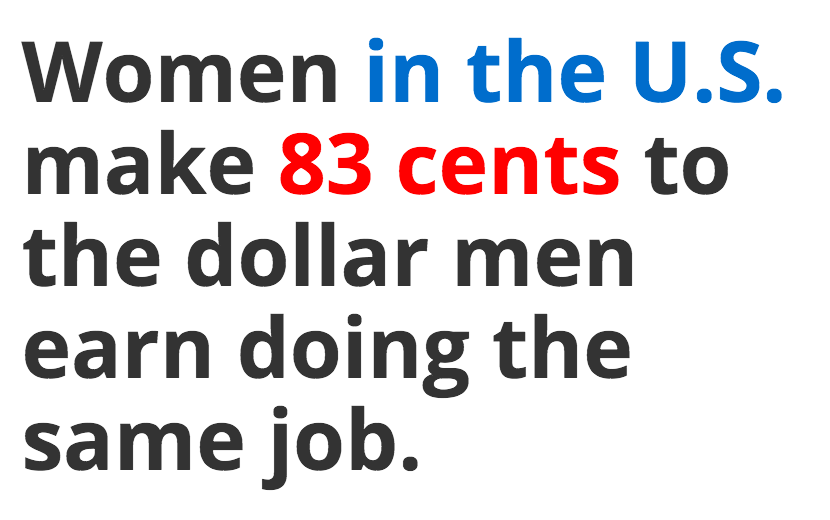 Women in the U.S.
make 83 cents to
the dollar men
earn doing the
same job.